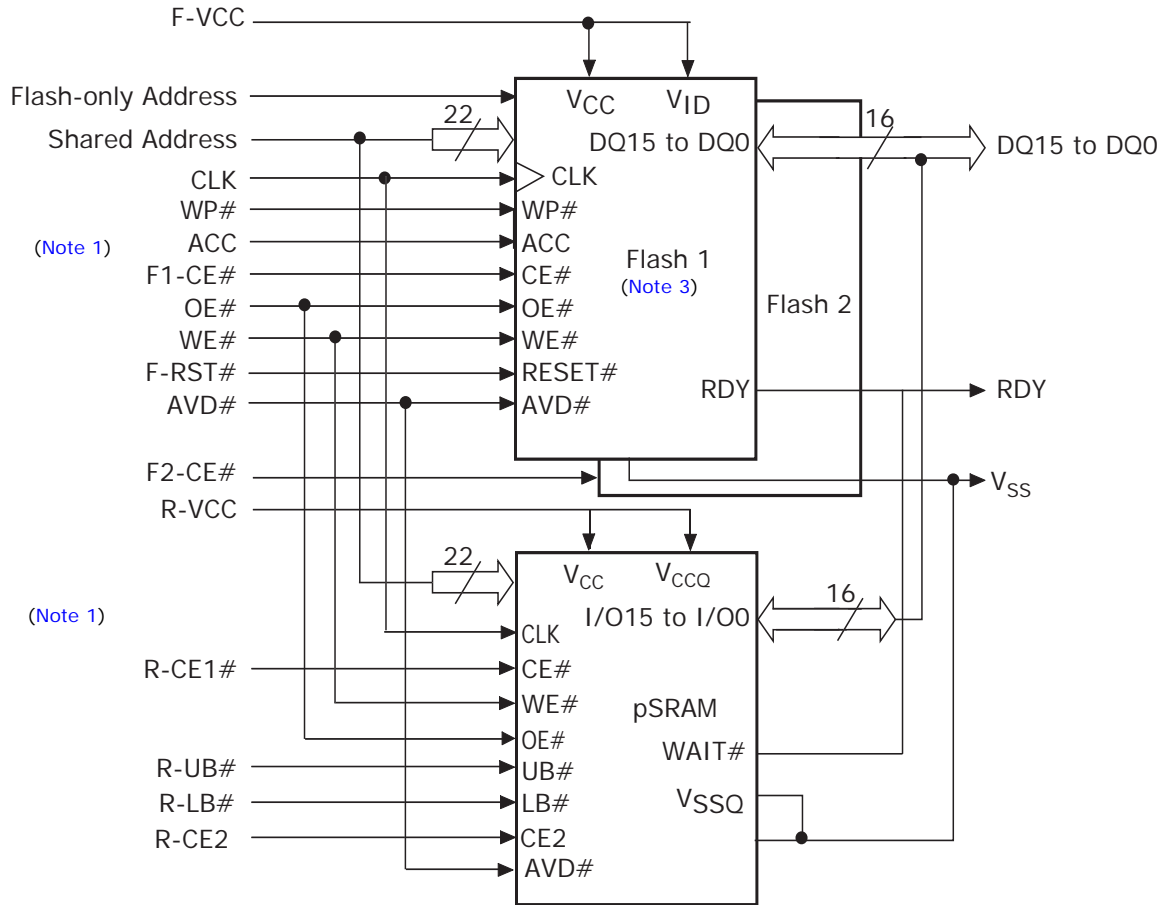 F-VCC
Flash-only Address
Shared Address
CLK
WP#
(Note 1)
ACC
F1-CE#
OE#
WE#
F-RST#
AVD#
F2-CE#
R-VCC
22
VCC
VID
DQ15 to DQ0
16
DQ15 to DQ0
CLK
WP#
ACC
CE#
OE#
WE#
RESET#
AVD#
Flash 1
(Note 3)
Flash 2
RDY
RDY
VSS
22
(Note 1)
R-CE1#
R-UB#
R-LB#
R-CE2
VCC
VCCQ
I/O15 to I/O0
16
CLK
CE#
WE#
OE#
UB#
LB#
CE2
AVD#
pSRAM
WAIT#
VSSQ